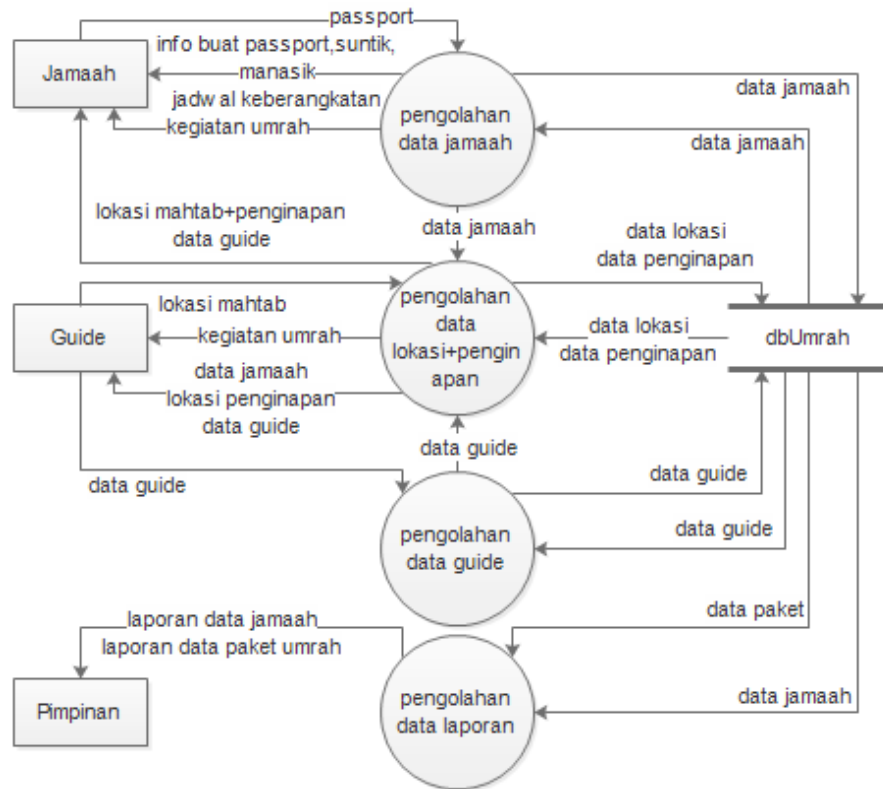 passport
info buat passport,suntik,
manasik
jadw al keberangkatan
kegiatan umrah
Jamaah
pengolahan
data jamaah
data jamaah
data jamaah
lokasi mahtab+penginapan
data guide
data jamaah
data lokasi
data penginapan
lokasi mahtab
Guide
kegiatan umrah
data jamaah
lokasi penginapan
data guide
pengolahan
data
lokasi+pengin
apan
data lokasi
data penginapan
dbUmrah
data guide
data guide
data guide
pengolahan
data guide
data guide
laporan data jamaah
laporan data paket umrah
data paket
Pimpinan
pengolahan
data laporan
data jamaah